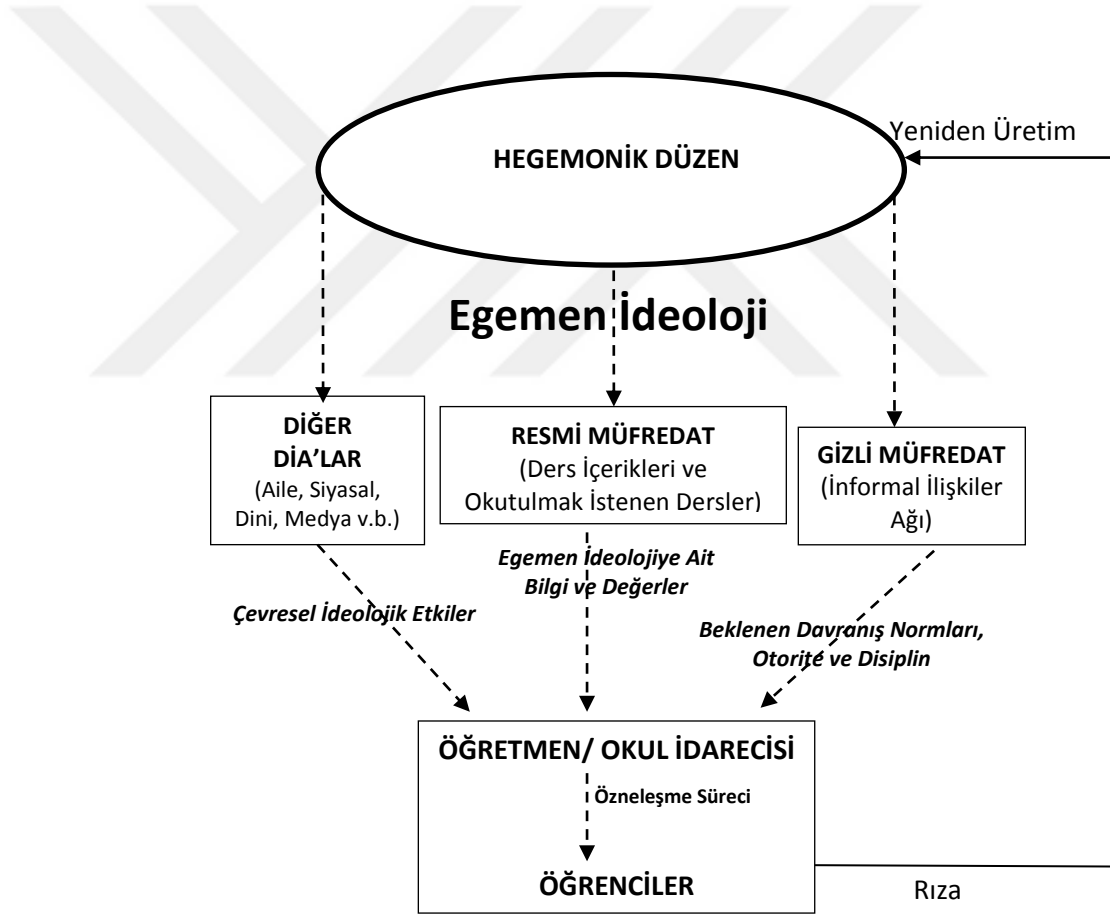 Yeniden Üretim
HEGEMONİK DÜZEN
Egemen İdeoloji
DİĞER
DİA’LAR
(Aile, Siyasal,
Dini, Medya v.b.)
RESMİ MÜFREDAT
(Ders İçerikleri ve
Okutulmak İstenen Dersler)
GİZLİ MÜFREDAT
(İnformal İlişkiler
Ağı)
Egemen İdeolojiye Ait
Bilgi ve Değerler
Çevresel İdeolojik Etkiler
Beklenen Davranış Normları,
Otorite ve Disiplin
ÖĞRETMEN/ OKUL İDARECİSİ
Özneleşme Süreci
ÖĞRENCİLER
Rıza